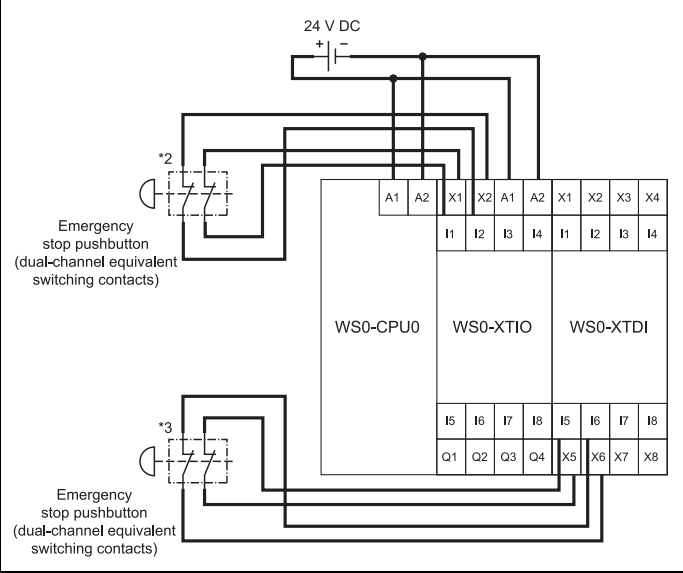 24 V DC
+ −
*2
Emergency
stop pushbutton
(dual-channel equivalent
switching contacts)
A1 A2 X1 X2 A1 A2 X1 X2 X3 X4
I1 I2 I3 I4 I1 I2 I3 I4
WS0-CPU0 WS0-XTIO WS0-XTDI
I5 I6 I7 I8 I5 I6 I7 I8
Q1 Q2 Q3 Q4 X5 X6 X7 X8
*3
Emergency
stop pushbutton
(dual-channel equivalent
switching contacts)